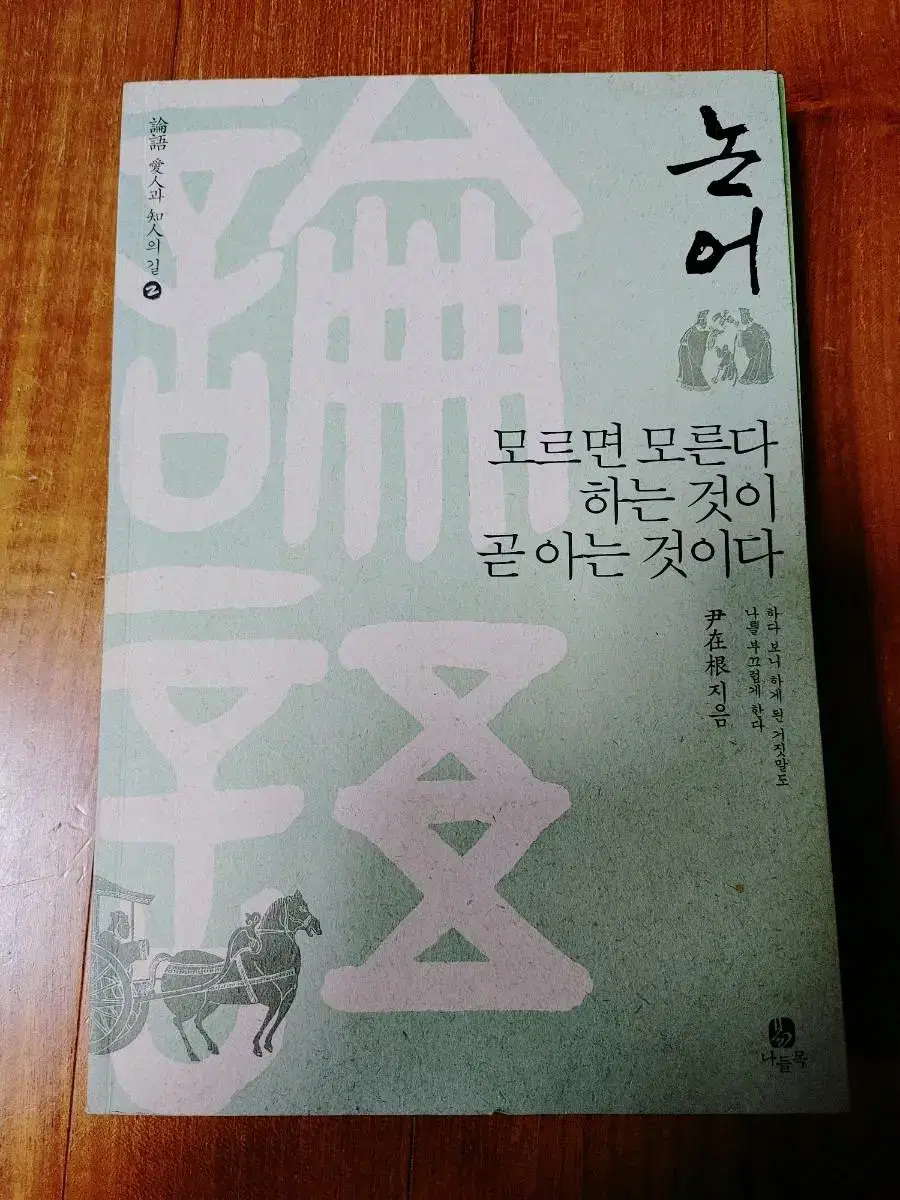 論語 愛人과 知人의 길 2
논어
모르면 모른다
하는 것이
곧 아는 것이다
하다 보니 하게 된 거짓말도
나를 부끄럽게 한다
尹在根 지음
나들목
論語